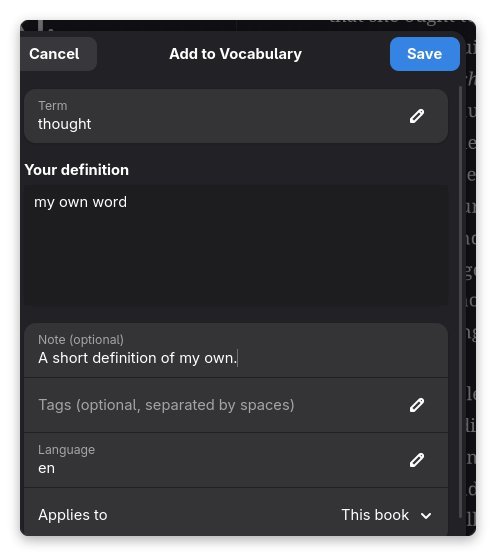 Cancel
Add to Vocabulary
Save
Term
thought
Your definition
my own word
Note (optional)
A short definition of my own.
Tags (optional, separated by spaces)
Language
en
Applies to
This book